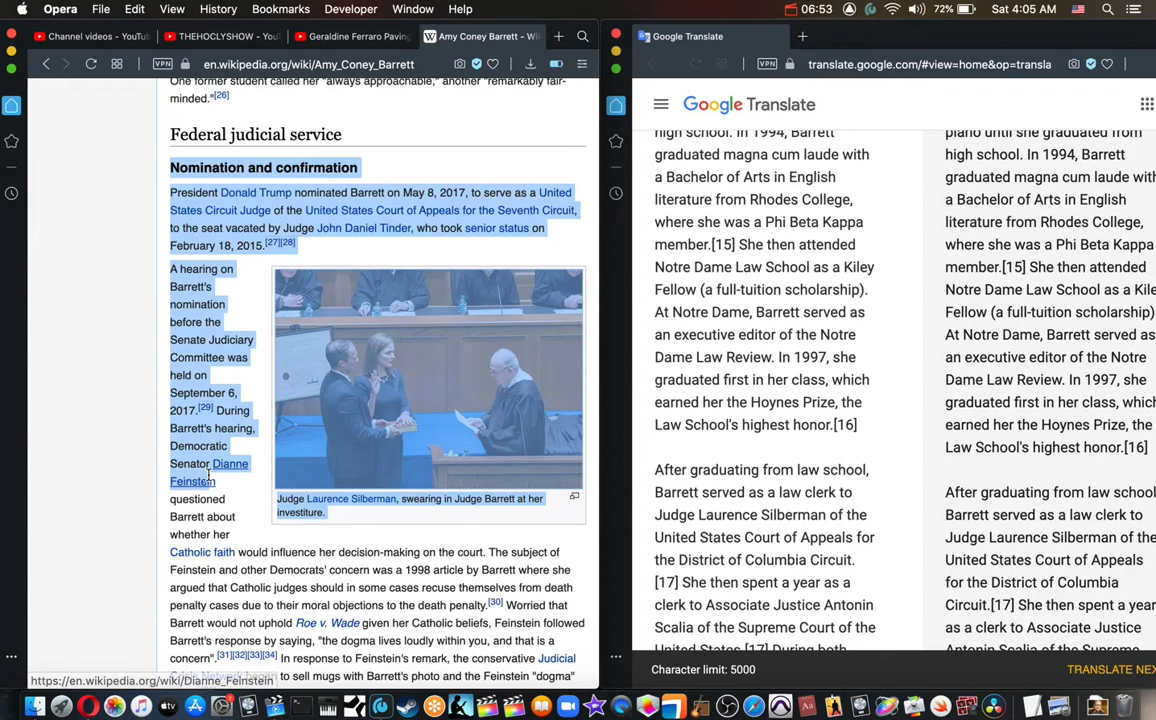 Opera File Edit View History Bookmarks Developer Window Help 06:53 72% Sat 4:05 AM
Channel videos - YouTu
THEHOCLYSHOW - You
Geraldine Ferraro Paving
Amy Coney Barrett - Wi
VPN en.wikipedia.org/wiki/Amy_Coney_Barrett
One former student called her "always approachable," another "remarkably fair-
minded."[26]
Federal judicial service
Nomination and confirmation
President Donald Trump nominated Barrett on May 8, 2017, to serve as a United
States Circuit Judge of the United States Court of Appeals for the Seventh Circuit,
to the seat vacated by Judge John Daniel Tinder, who took senior status on
February 18, 2015.[27][28]
A hearing on
Barrett's
nomination
before the
Senate Judiciary
Committee was
held on
September 6,
2017.[29] During
Barrett's hearing,
Democratic
Senator Dianne
Feinstein
questioned
Barrett about
whether her
Judge Laurence Silberman, swearing in Judge Barrett at her
investiture.
Catholic faith would influence her decision-making on the court. The subject of
Feinstein and other Democrats' concern was a 1998 article by Barrett where she
argued that Catholic judges should in some cases recuse themselves from death
penalty cases due to their moral objections to the death penalty.[30] Worried that
Barrett would not uphold Roe v. Wade given her Catholic beliefs, Feinstein followed
Barrett's response by saying, "the dogma lives loudly within you, and that is a
concern".[31][32][33][34] In response to Feinstein's remark, the conservative Judicial
to sell mugs with Barrett's photo and the Feinstein "dogma"
https://en.wikipedia.org/wiki/Dianne_Feinstein
Google Translate
VPN translate.google.com/#view=home&op=transla
Google Translate
high school. In 1994, Barrett
graduated magna cum laude with
a Bachelor of Arts in English
literature from Rhodes College,
where she was a Phi Beta Kappa
member.[15] She then attended
Notre Dame Law School as a Kiley
Fellow (a full-tuition scholarship).
At Notre Dame, Barrett served as
an executive editor of the Notre
Dame Law Review. In 1997, she
graduated first in her class, which
earned her the Hoynes Prize, the
Law School's highest honor.[16]
After graduating from law school,
Barrett served as a law clerk to
Judge Laurence Silberman of the
United States Court of Appeals for
the District of Columbia Circuit.
[17] She then spent a year as a
clerk to Associate Justice Antonin
Scalia of the Supreme Court of the
United States.[17] During both
piano until she graduated from
high school. In 1994, Barrett
graduated magna cum laude with
a Bachelor of Arts in English
literature from Rhodes College,
where she was a Phi Beta Kappa
member.[15] She then attended
Notre Dame Law School as a Kile
Fellow (a full-tuition scholarship).
At Notre Dame, Barrett served as
an executive editor of the Notre
Dame Law Review. In 1997, she
graduated first in her class, which
earned her the Hoynes Prize, the
Law School's highest honor.[16]
After graduating from law school
Barrett served as a law clerk to
Judge Laurence Silberman of the
United States Court of Appeals
for the District of Columbia
Circuit.[17] She then spent a year
as a clerk to Associate Justice
Antonin Scalia of the Supreme
Character limit: 5000
TRANSLATE NEX